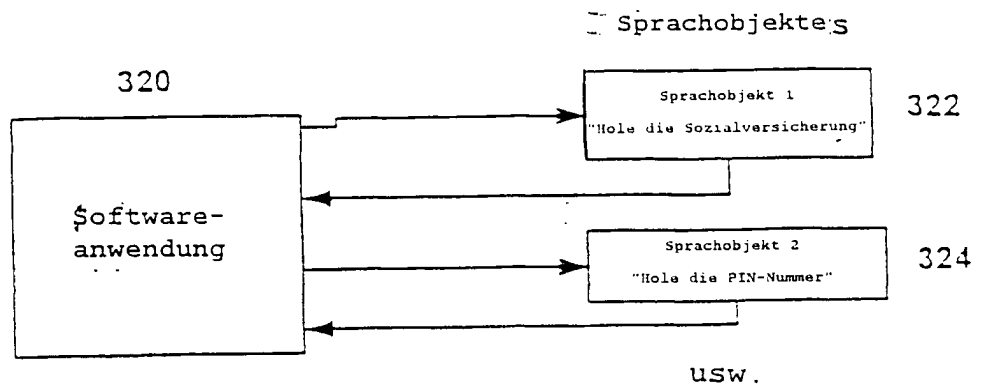 Sprachobjekte s
320
Sprachobjekt 1
322
"Hole die Sozialversicherung"
Software-
anwendung
Sprachobjekt 2
324
"Hole die PIN-Nummer"
usw.